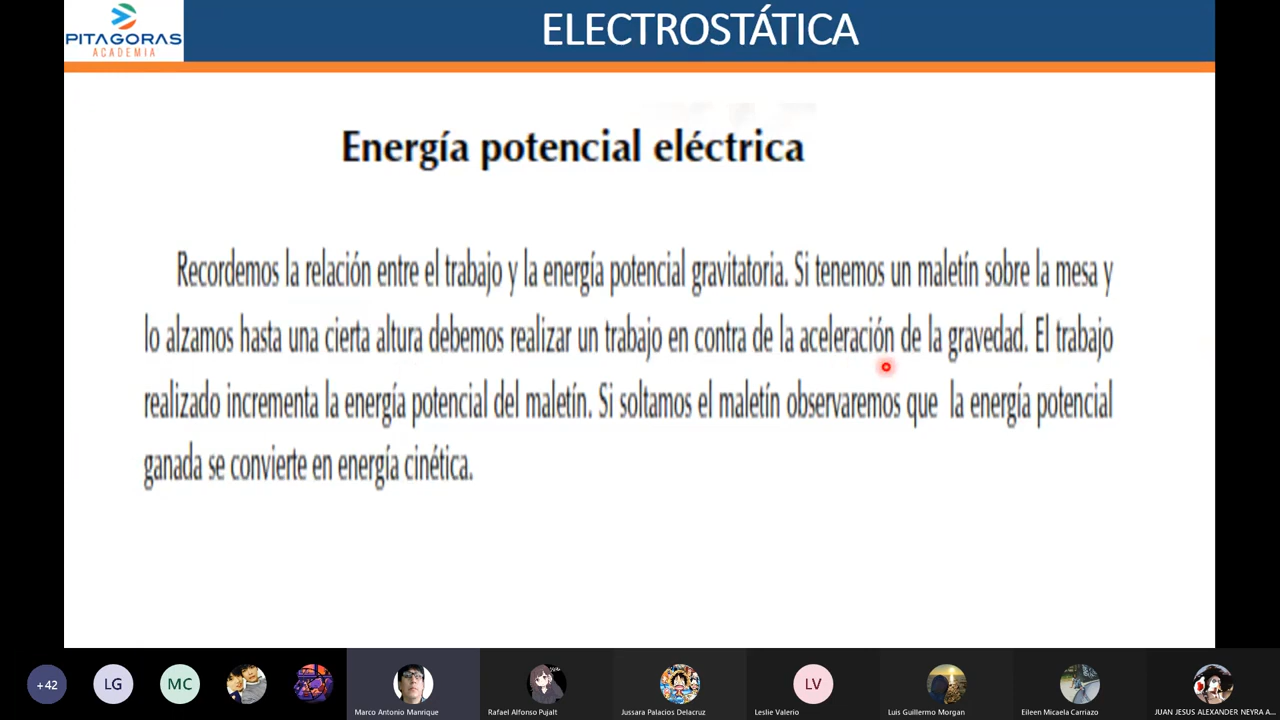 PITAGORAS
ACADEMIA
ELECTROSTÁTICA
Energía potencial eléctrica
Recordemos la relación entre el trabajo y la energía potencial gravitatoria. Si tenemos un maletín sobre la mesa y
lo alzamos hasta una cierta altura debemos realizar un trabajo en contra de la aceleración de la gravedad. El trabajo
realizado incrementa la energía potencial del maletín. Si soltamos el maletín observaremos que la energía potencial
ganada se convierte en energía cinética.
+42
LG
MC
LV
Marco Antonio Manrique
Rafael Alfonso Pujalt
Jussara Palacios Delacruz
Leslie Valerio
Luis Guillermo Morgan
Eileen Micaela Carriazo
JUAN JESUS ALEXANDER NEYRA A...